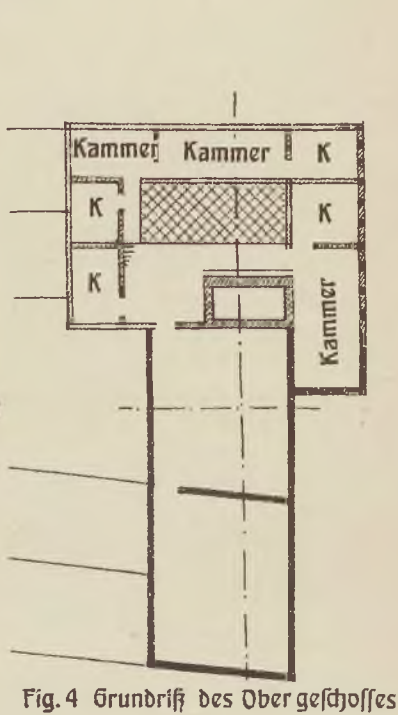 Kammer Kammer K
K K
K
Kammer
Fig. 4 Grundriß des Obergeschosses